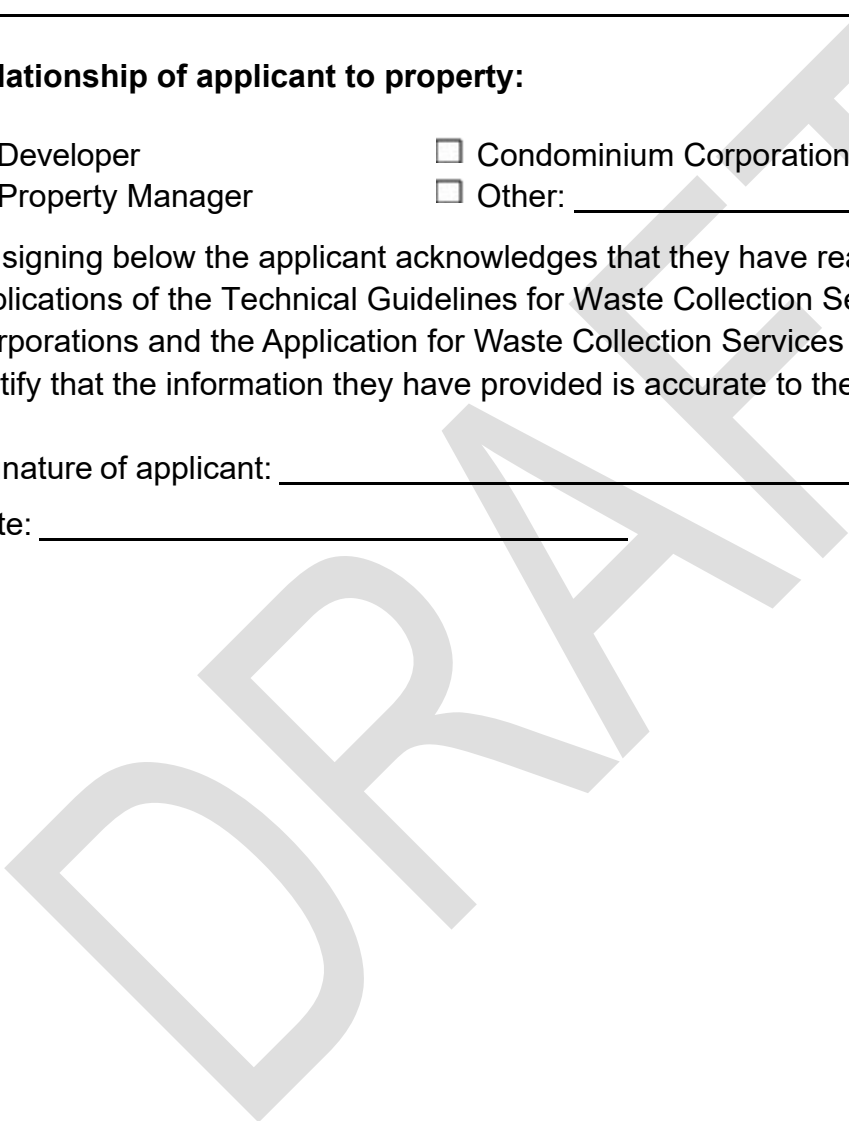 lationship of applicant to property:
Developer ☐ Condominium Corporation
Property Manager ☐ Other:
signing below the applicant acknowledges that they have rea
plications of the Technical Guidelines for Waste Collection Se
rporations and the Application for Waste Collection Services
tify that the information they have provided is accurate to the
nature of applicant:
te:
DRAFT